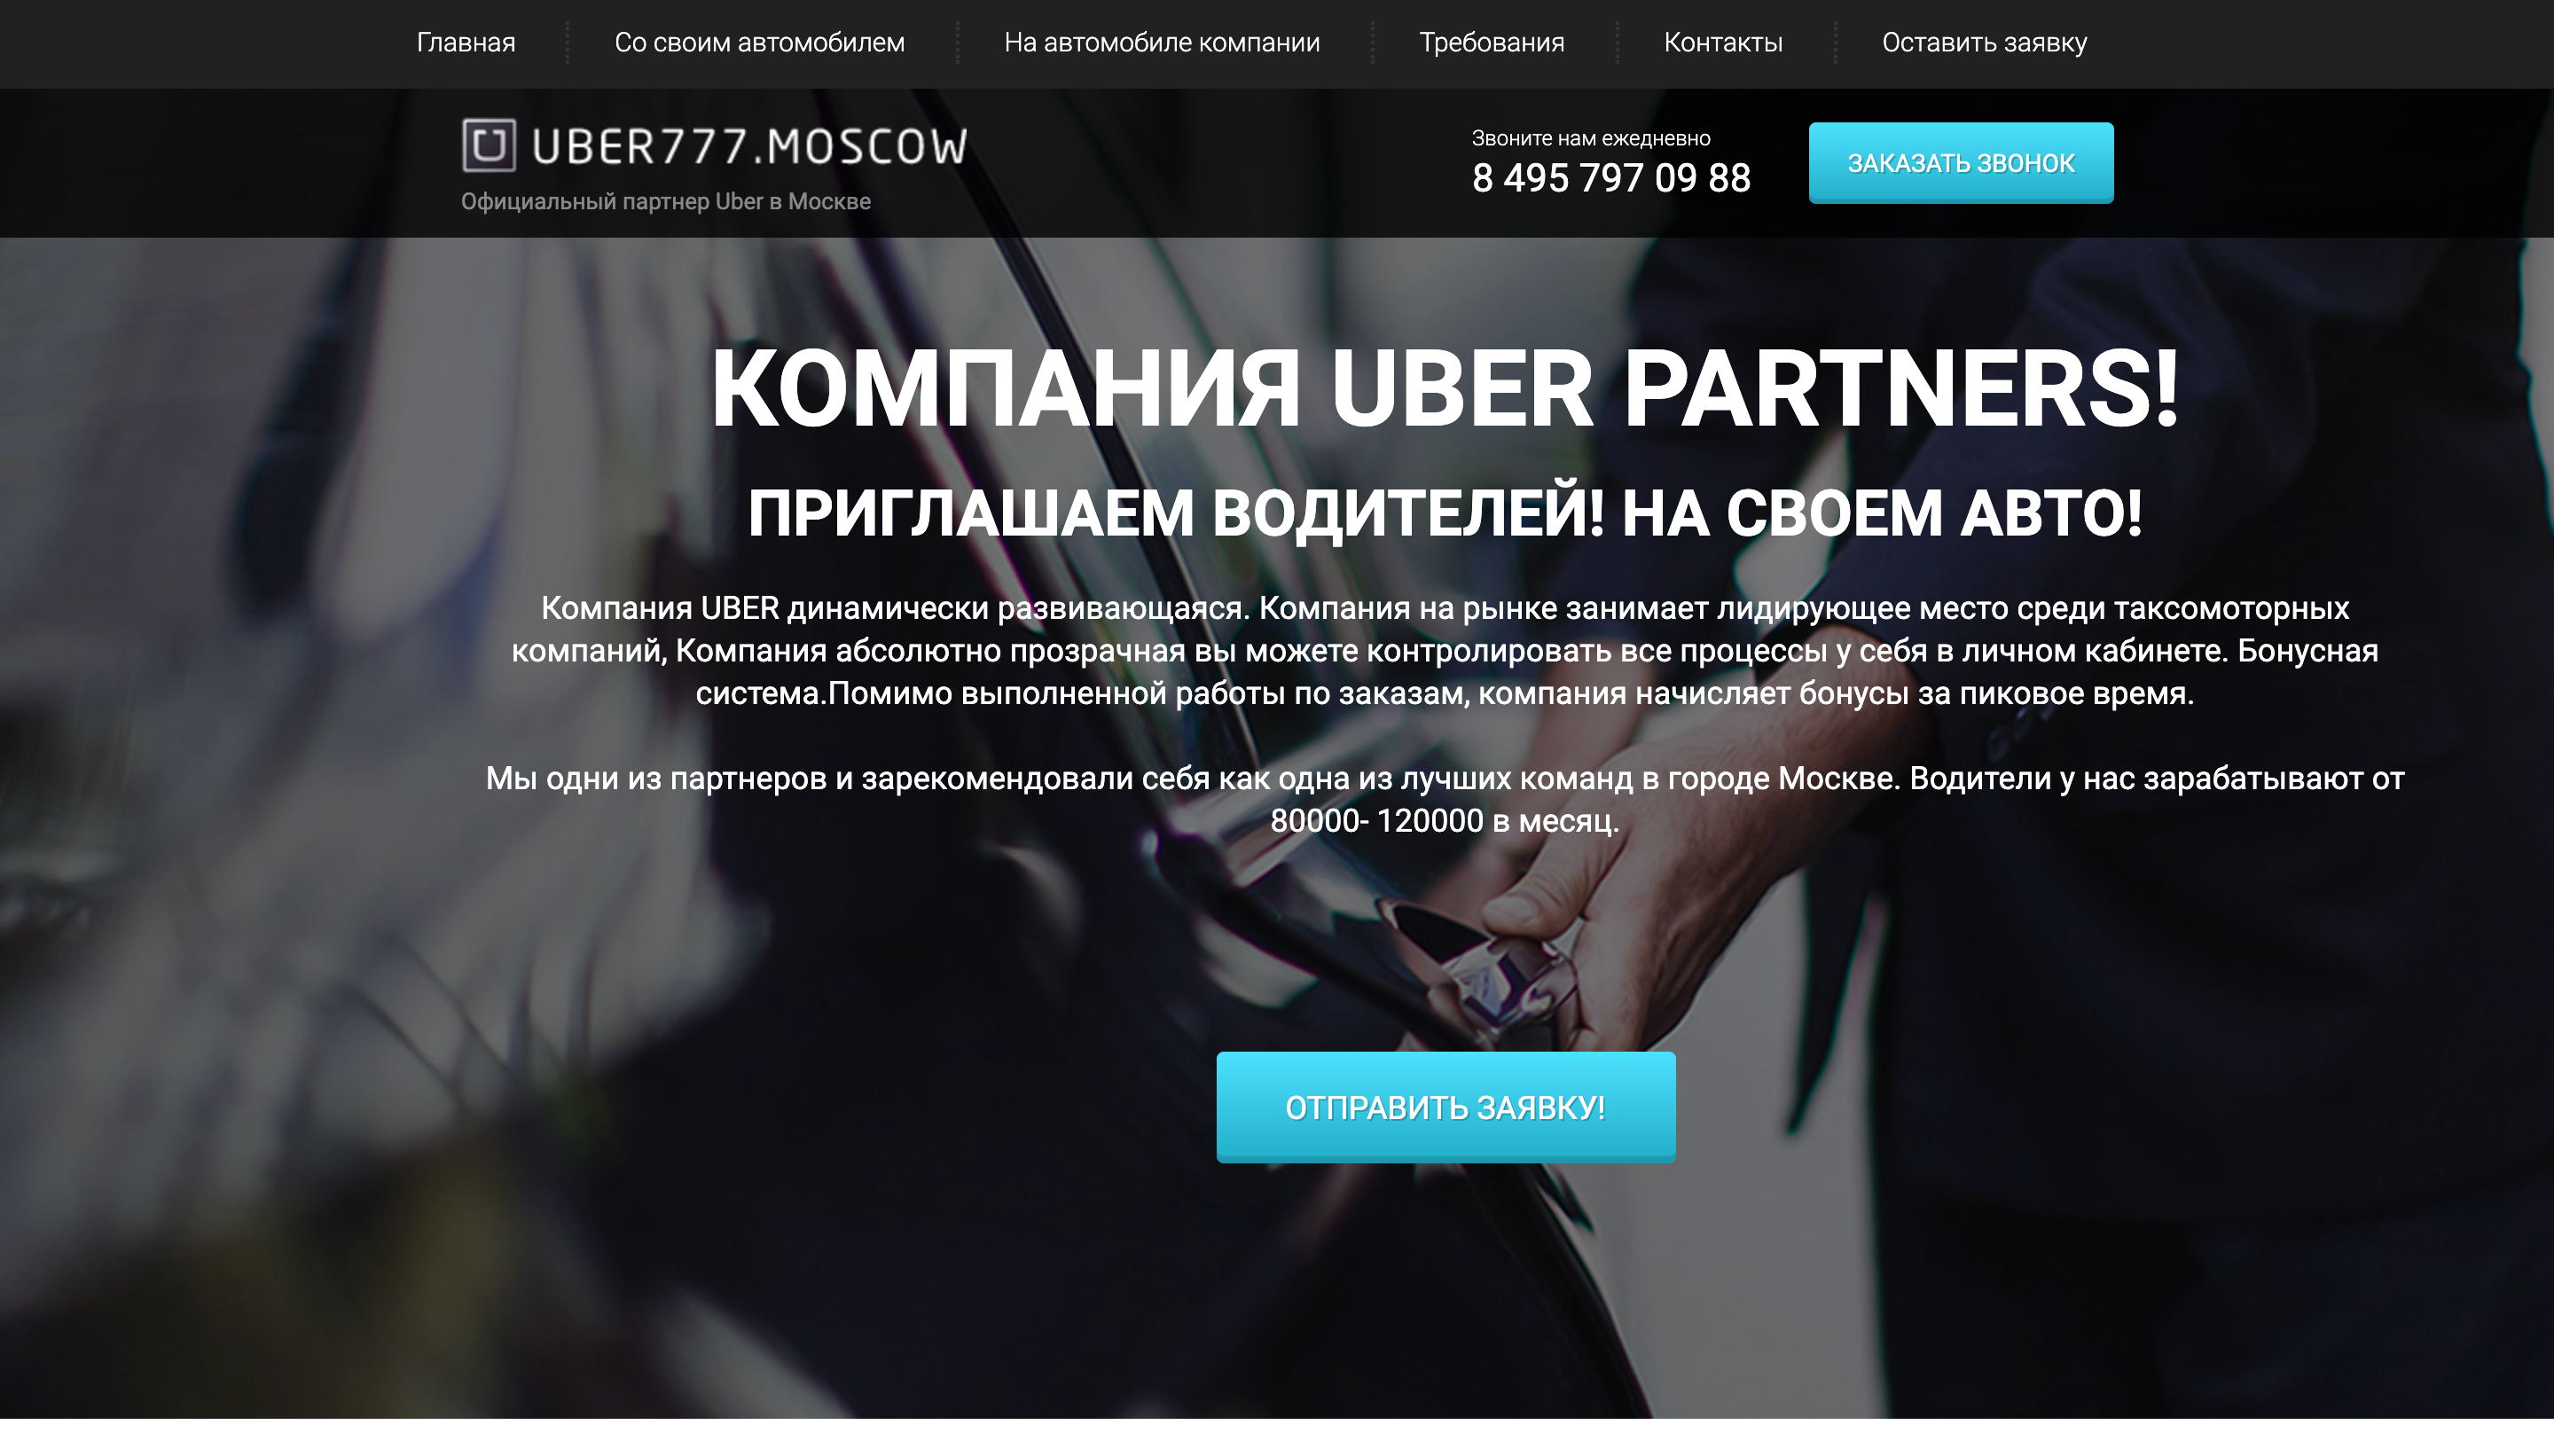 Главная
Со своим автомобилем
На автомобиле компании
Требования
Контакты
Оставить заявку
UBER777.MOSCOW
Официальный партнер Uber в Москве
Звоните нам ежедневно
8 495 797 09 88
ЗАКАЗАТЬ ЗВОНОК
КОМПАНИЯ UBER PARTNERS!
ПРИГЛАШАЕМ ВОДИТЕЛЕЙ! НА СВОЕМ АВТО!
Компания UBER динамически развивающаяся. Компания на рынке занимает лидирующее место среди таксомоторных
компаний, Компания абсолютно прозрачная вы можете контролировать все процессы у себя в личном кабинете. Бонусная
система.Помимо выполненной работы по заказам, компания начисляет бонусы за пиковое время.
Мы одни из партнеров и зарекомендовали себя как одна из лучших команд в городе Москве. Водители у нас зарабатывают от
80000- 120000 в месяц.
ОТПРАВИТЬ ЗАЯВКУ!